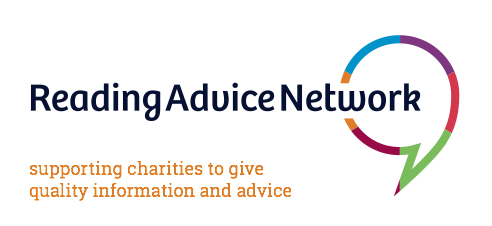 Reading Advice Network
supporting charities to give
quality information and advice